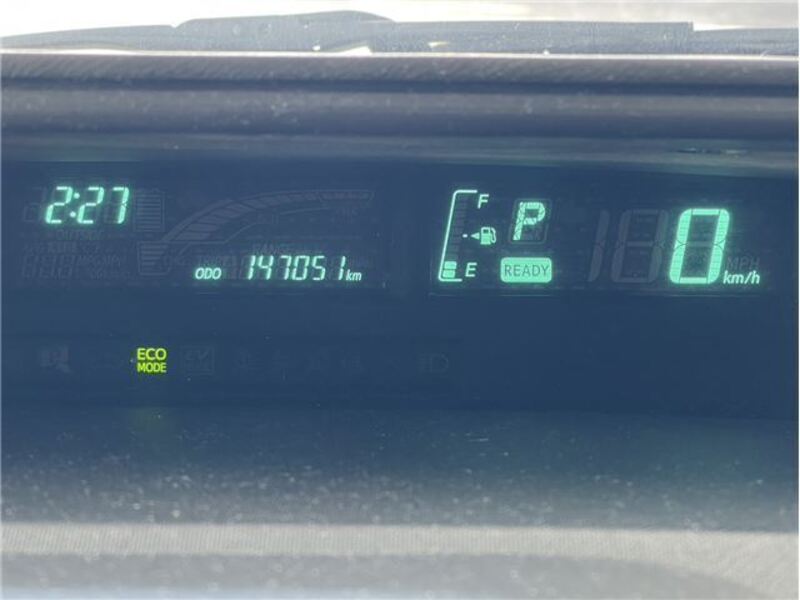 2:27
ODO 147051 km
F
E
P
READY
0 km/h
MPH
ECO
MODE